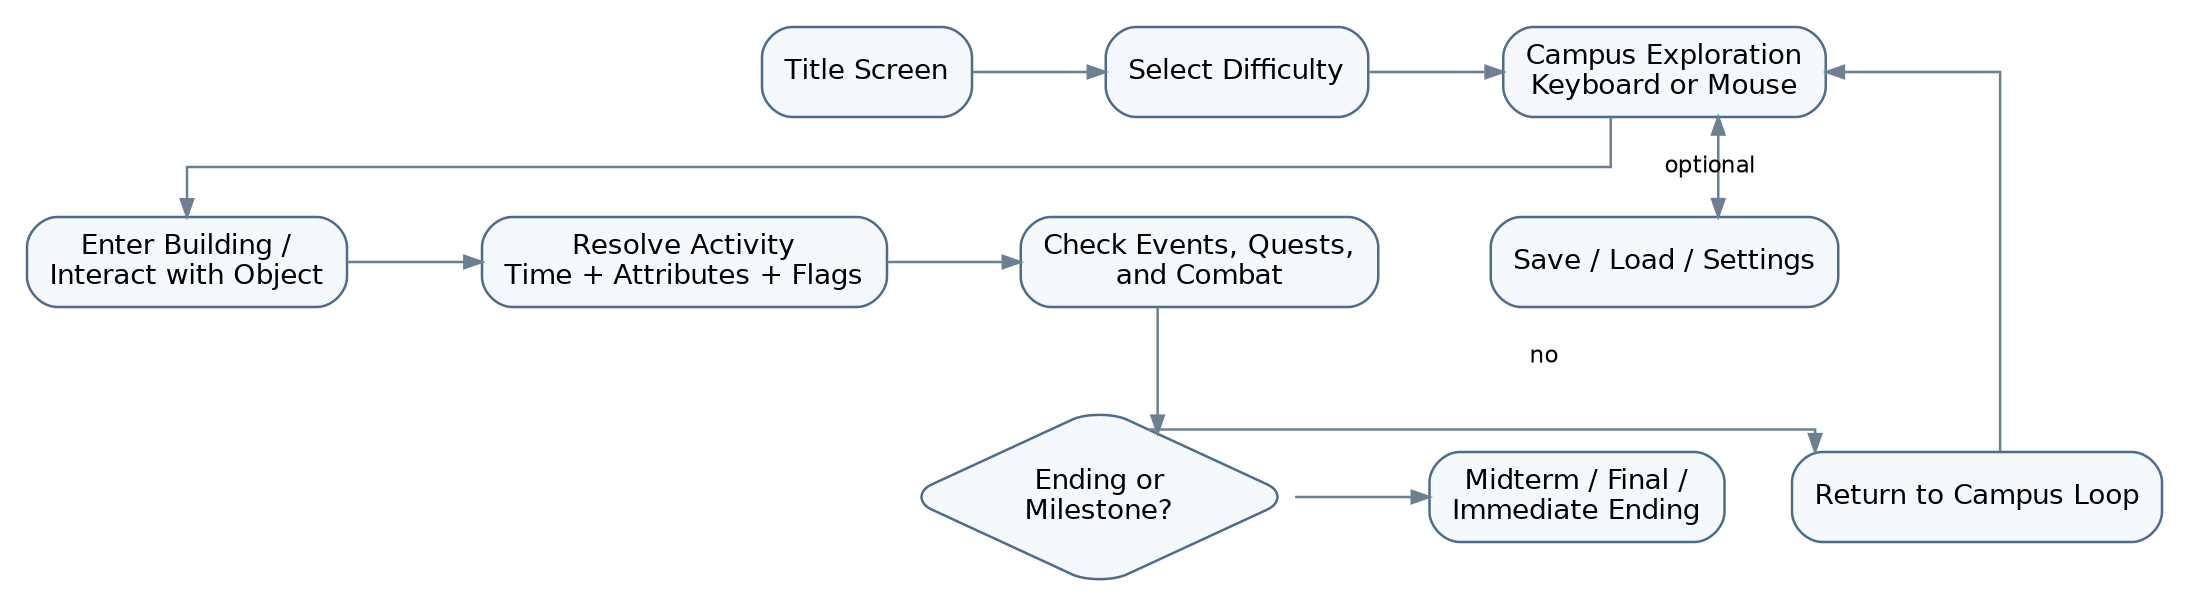 Title Screen
Select Difficulty
Campus Exploration
Keyboard or Mouse
optional
Enter Building /
Interact with Object
Resolve Activity
Time + Attributes + Flags
Check Events, Quests,
and Combat
Save / Load / Settings
no
Ending or
Milestone?
Midterm / Final /
Immediate Ending
Return to Campus Loop